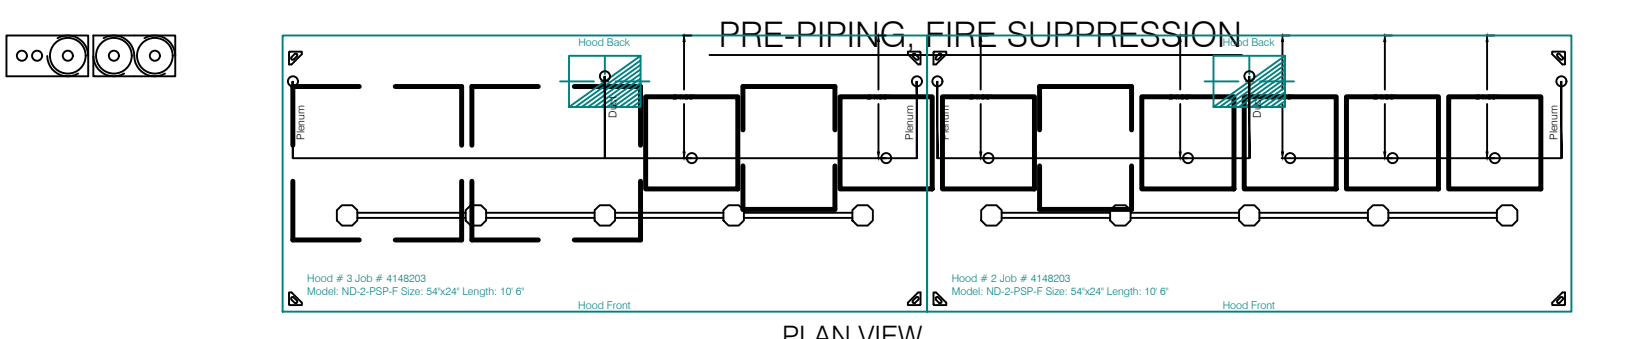 PRE-PIPING, FIRE SUPPRESSION
Hood Back
Hood Back
Plenum
Plenum
Plenum
Plenum
Hood # 3 Job # 4148203
Model: ND-2-PSP-F Size: 54"x24" Length: 10' 6"
Hood Front
Hood # 2 Job # 4148203
Model: ND-2-PSP-F Size: 54"x24" Length: 10' 6"
Hood Front
PLAN VIEW